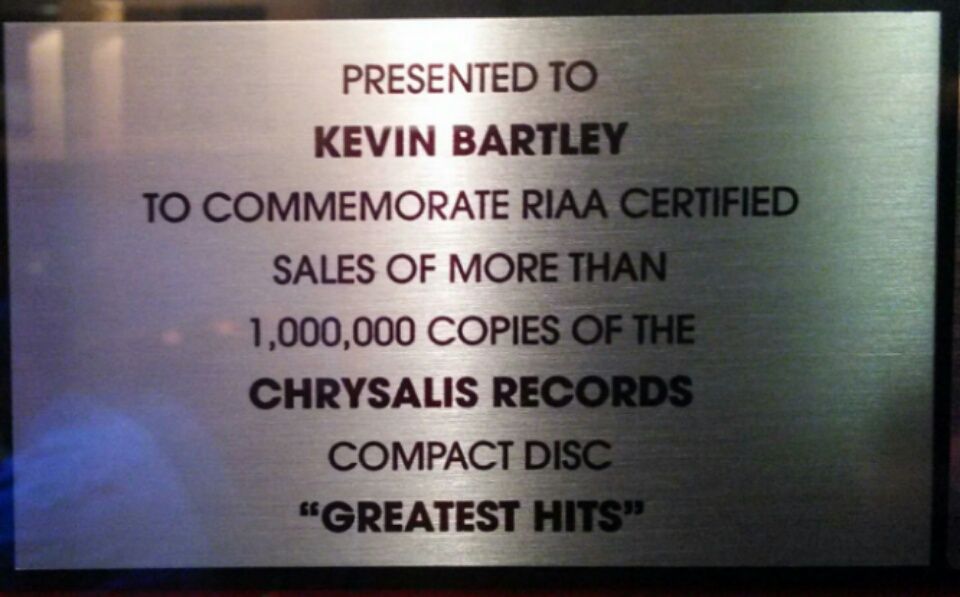 PRESENTED TO
KEVIN BARTLEY
TO COMMEMORATE RIAA CERTIFIED
SALES OF MORE THAN
1,000,000 COPIES OF THE
CHRYSALIS RECORDS
COMPACT DISC
“GREATEST HITS”